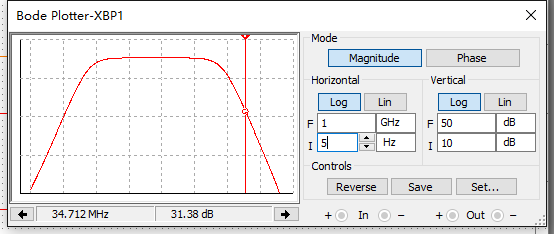 Bode Plotter-XBP1
Mode
Magnitude Phase
Horizontal Vertical
Log Lin Log Lin
F 1 GHz F 50 dB
I 5 Hz I 10 dB
Controls
Reverse Save Set...
34.712 MHz 31.38 dB
+ In − + Out −